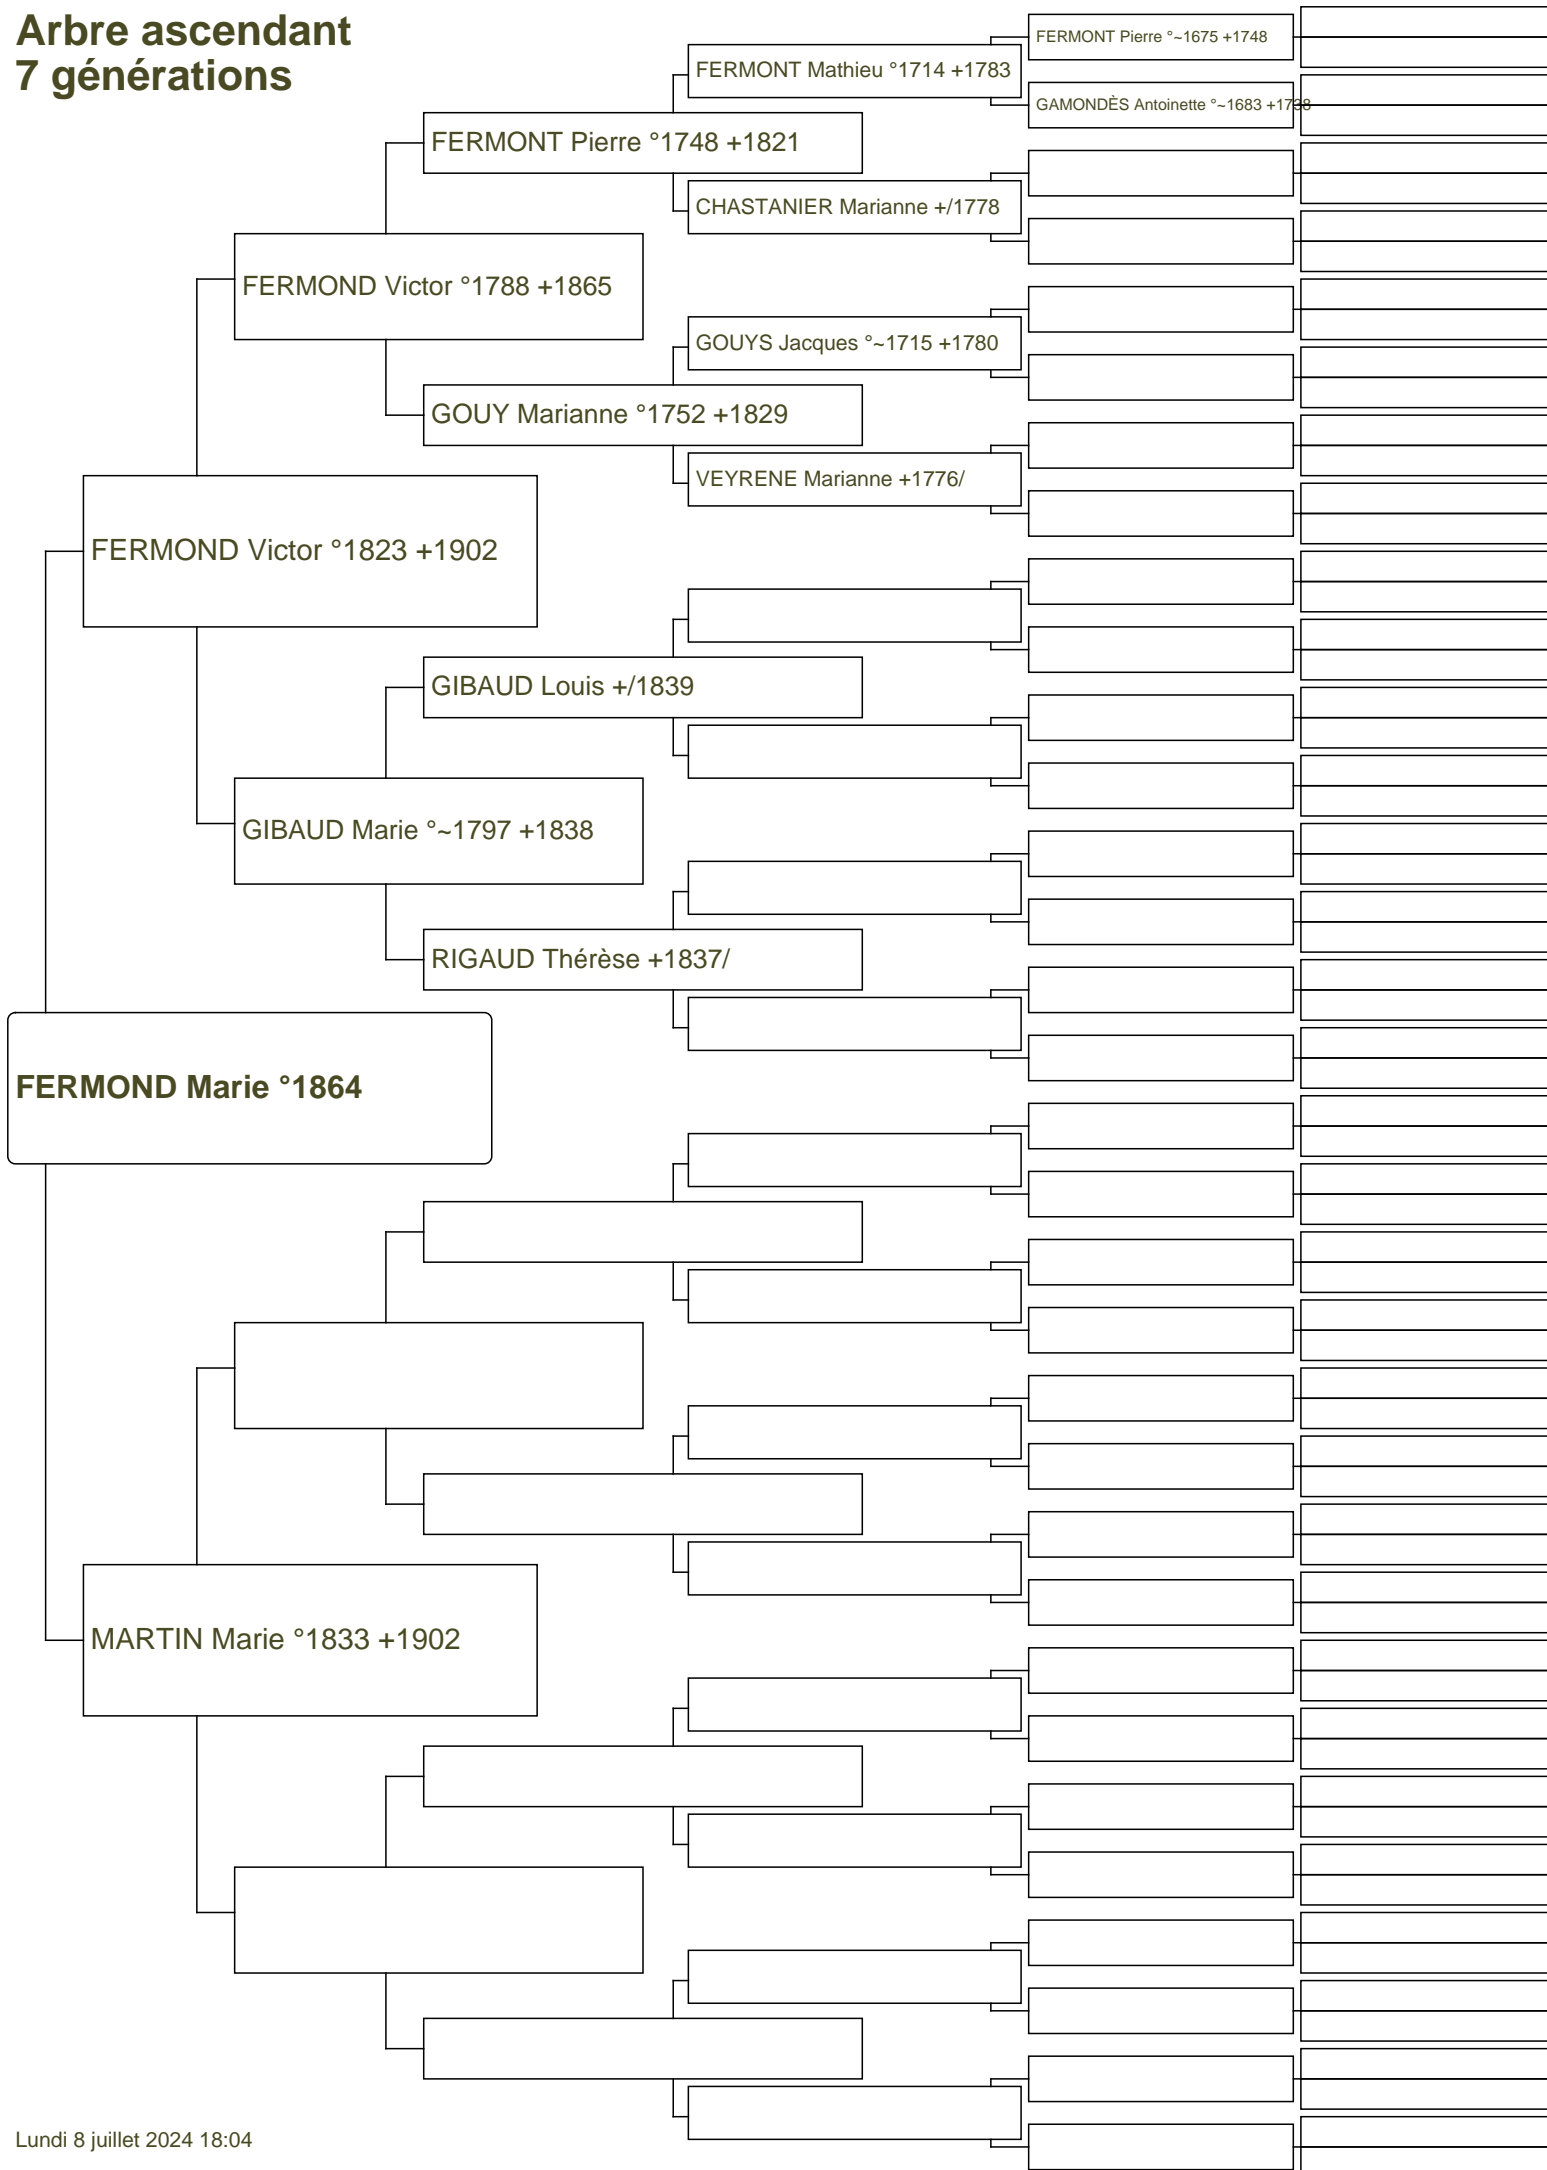 Arbre ascendant
7 générations
FERMONT Pierre °~1675 +1748
FERMONT Mathieu °1714 +1783
GAMONDÈS Antoinette °~1683 +1738
FERMONT Pierre °1748 +1821
CHASTANIER Marianne +/1778
FERMOND Victor °1788 +1865
GOUYS Jacques °~1715 +1780
GOUY Marianne °1752 +1829
VEYRENE Marianne +1776/
FERMOND Victor °1823 +1902
GIBAUD Louis +/1839
GIBAUD Marie °~1797 +1838
RIGAUD Thérèse +1837/
FERMOND Marie °1864
MARTIN Marie °1833 +1902
Lundi 8 juillet 2024 18:04